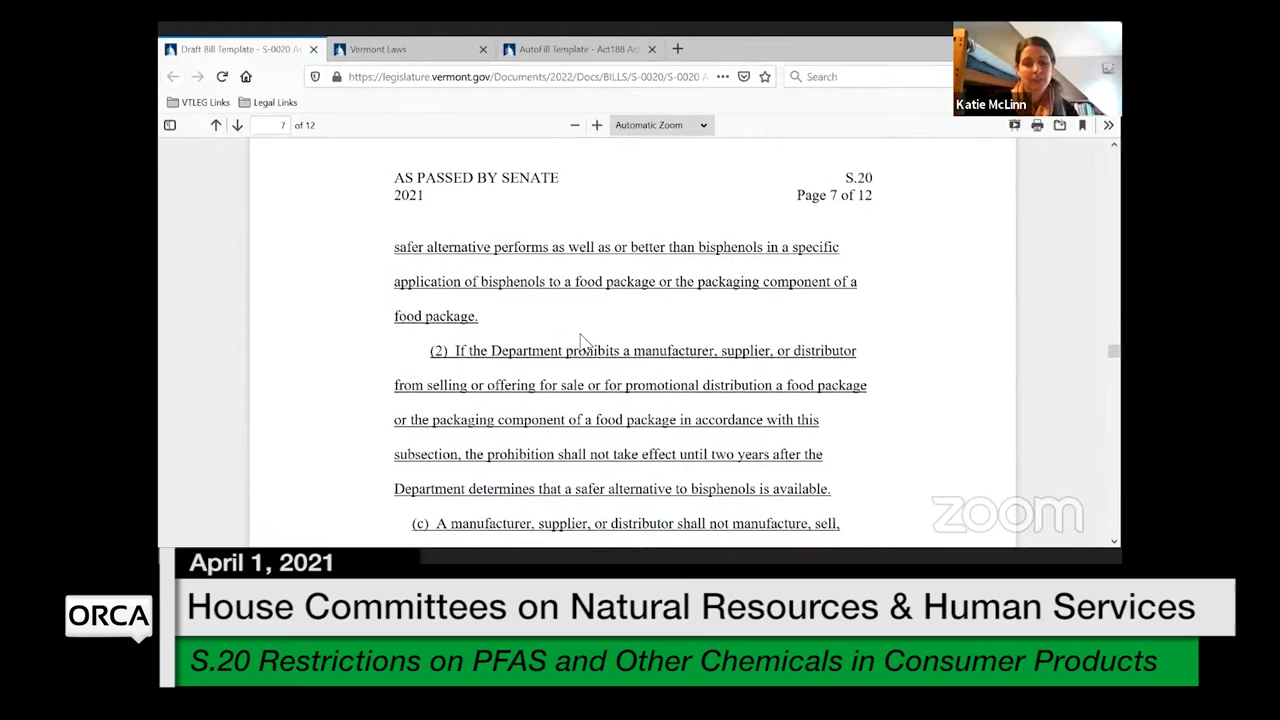 Draft Bill Template - S-0020 A
Vermont Laws
AutoFill Template - Act188 Ac
https://legislature.vermont.gov/Documents/2022/Docs/BILLS/S-0020/S-0020 A
Search
VTLEG Links
Legal Links
Katie McLinn
7 of 12
Automatic Zoom
AS PASSED BY SENATE S.20
2021 Page 7 of 12
safer alternative performs as well as or better than bisphenols in a specific
application of bisphenols to a food package or the packaging component of a
food package.
(2) If the Department prohibits a manufacturer, supplier, or distributor
from selling or offering for sale or for promotional distribution a food package
or the packaging component of a food package in accordance with this
subsection, the prohibition shall not take effect until two years after the
Department determines that a safer alternative to bisphenols is available.
(c) A manufacturer, supplier, or distributor shall not manufacture, sell,
zoom
April 1, 2021
ORCA
House Committees on Natural Resources & Human Services
S.20 Restrictions on PFAS and Other Chemicals in Consumer Products